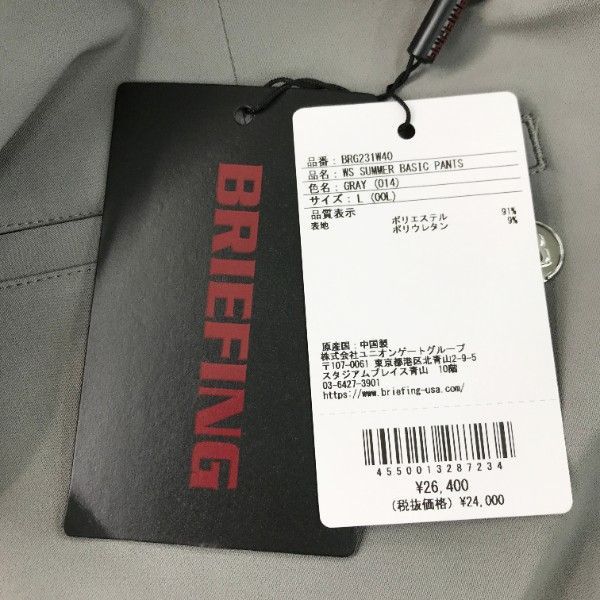 BRIEFING
BRIEFING
品番: BRG231W40
品名: WS SUMMER BASIC PANTS
色名: GRAY (014)
サイズ: L (00L)
品質表示
表地 ポリエステル 91%
ポリウレタン 9%
原産国: 中国製
株式会社ユニオンゲートグループ
〒107-0061 東京都港区北青山2-9-5
スタジアムプレイス青山 10階
03-6427-3901
https://www.briefing-usa.com/
4550013287234
¥26,400
(税抜価格) ¥24,000